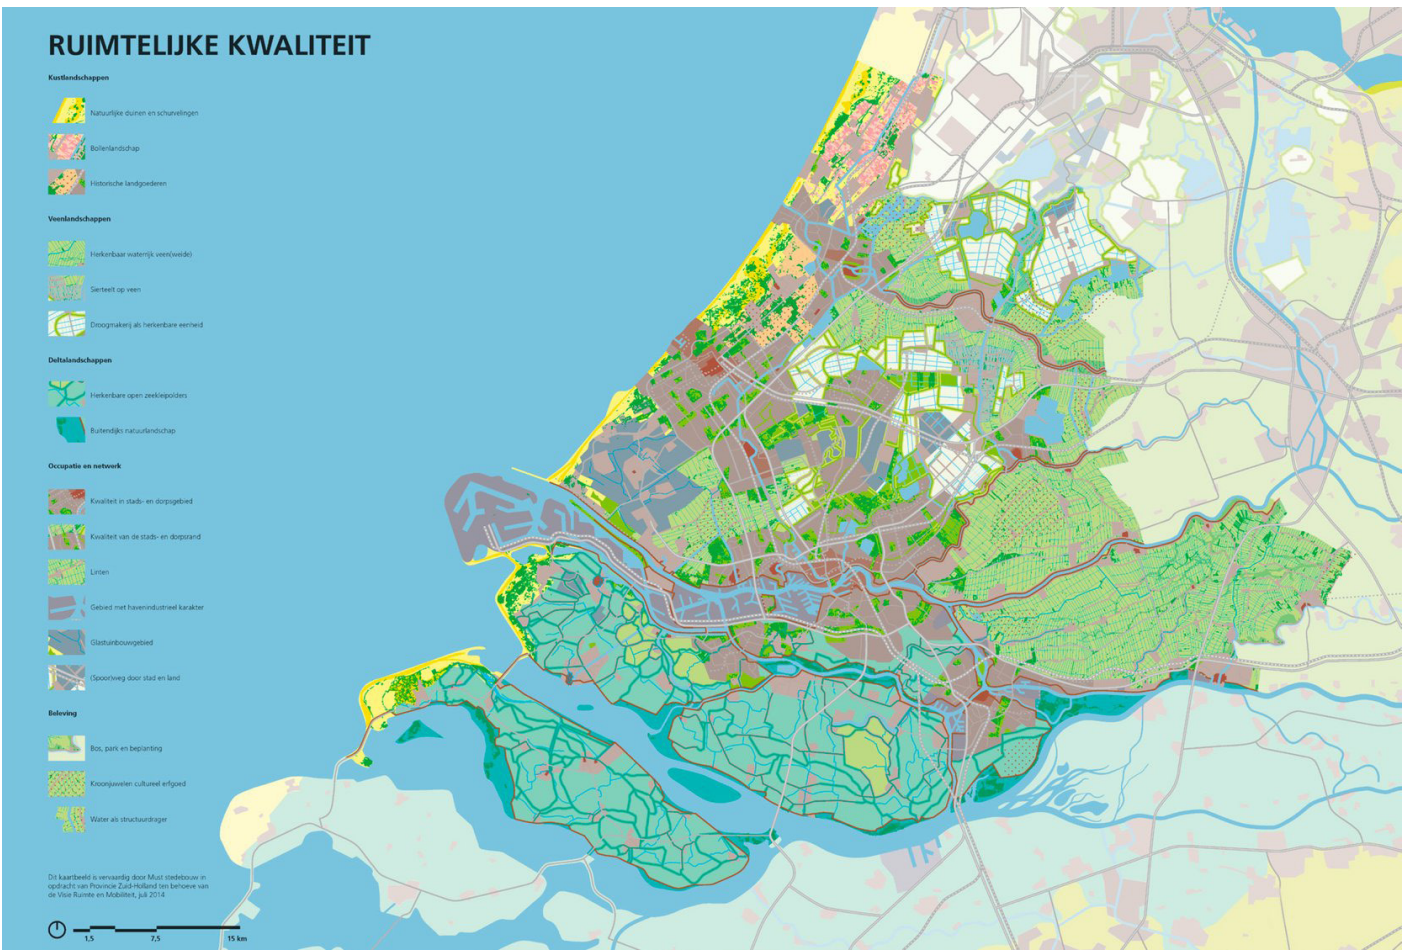 RUIMTELIJKE KWALITEIT
Kustlandschappen
Natuurlijke duinen en schurvelingen
Bollenlandschap
Historische landgoederen
Veenlandschappen
Herkenbaar waterrijk veen(weide)
Sierteelt op veen
Droogmakerij als herkenbare eenheid
Deltalandschappen
Herkenbare open zeekleipolders
Buitendijks natuurlandschap
Occupatie en netwerk
Kwaliteit in stads- en dorpsgebied
Kwaliteit van de stads- en dorpsrand
Linten
Gebied met havenindustrieel karakter
Glastuinbouwgebied
(Spoor)weg door stad en land
Beleving
Bos, park en beplanting
Kroonjuwelen cultureel erfgoed
Water als structuurdrager
Dit kaartbeeld is vervaardig door Must stedebouw in
opdracht van Provincie Zuid-Holland ten behoeve van
de Visie Ruimte en Mobiliteit, juli 2014
1,5 7,5 15 km